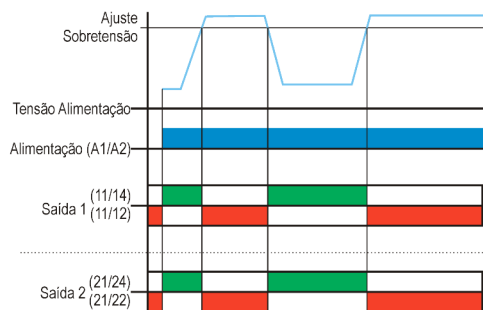 Ajuste
Sobretensão
Tensão Alimentação
Alimentação (A1/A2)
Saída 1 (11/14)
(11/12)
Saída 2 (21/24)
(21/22)